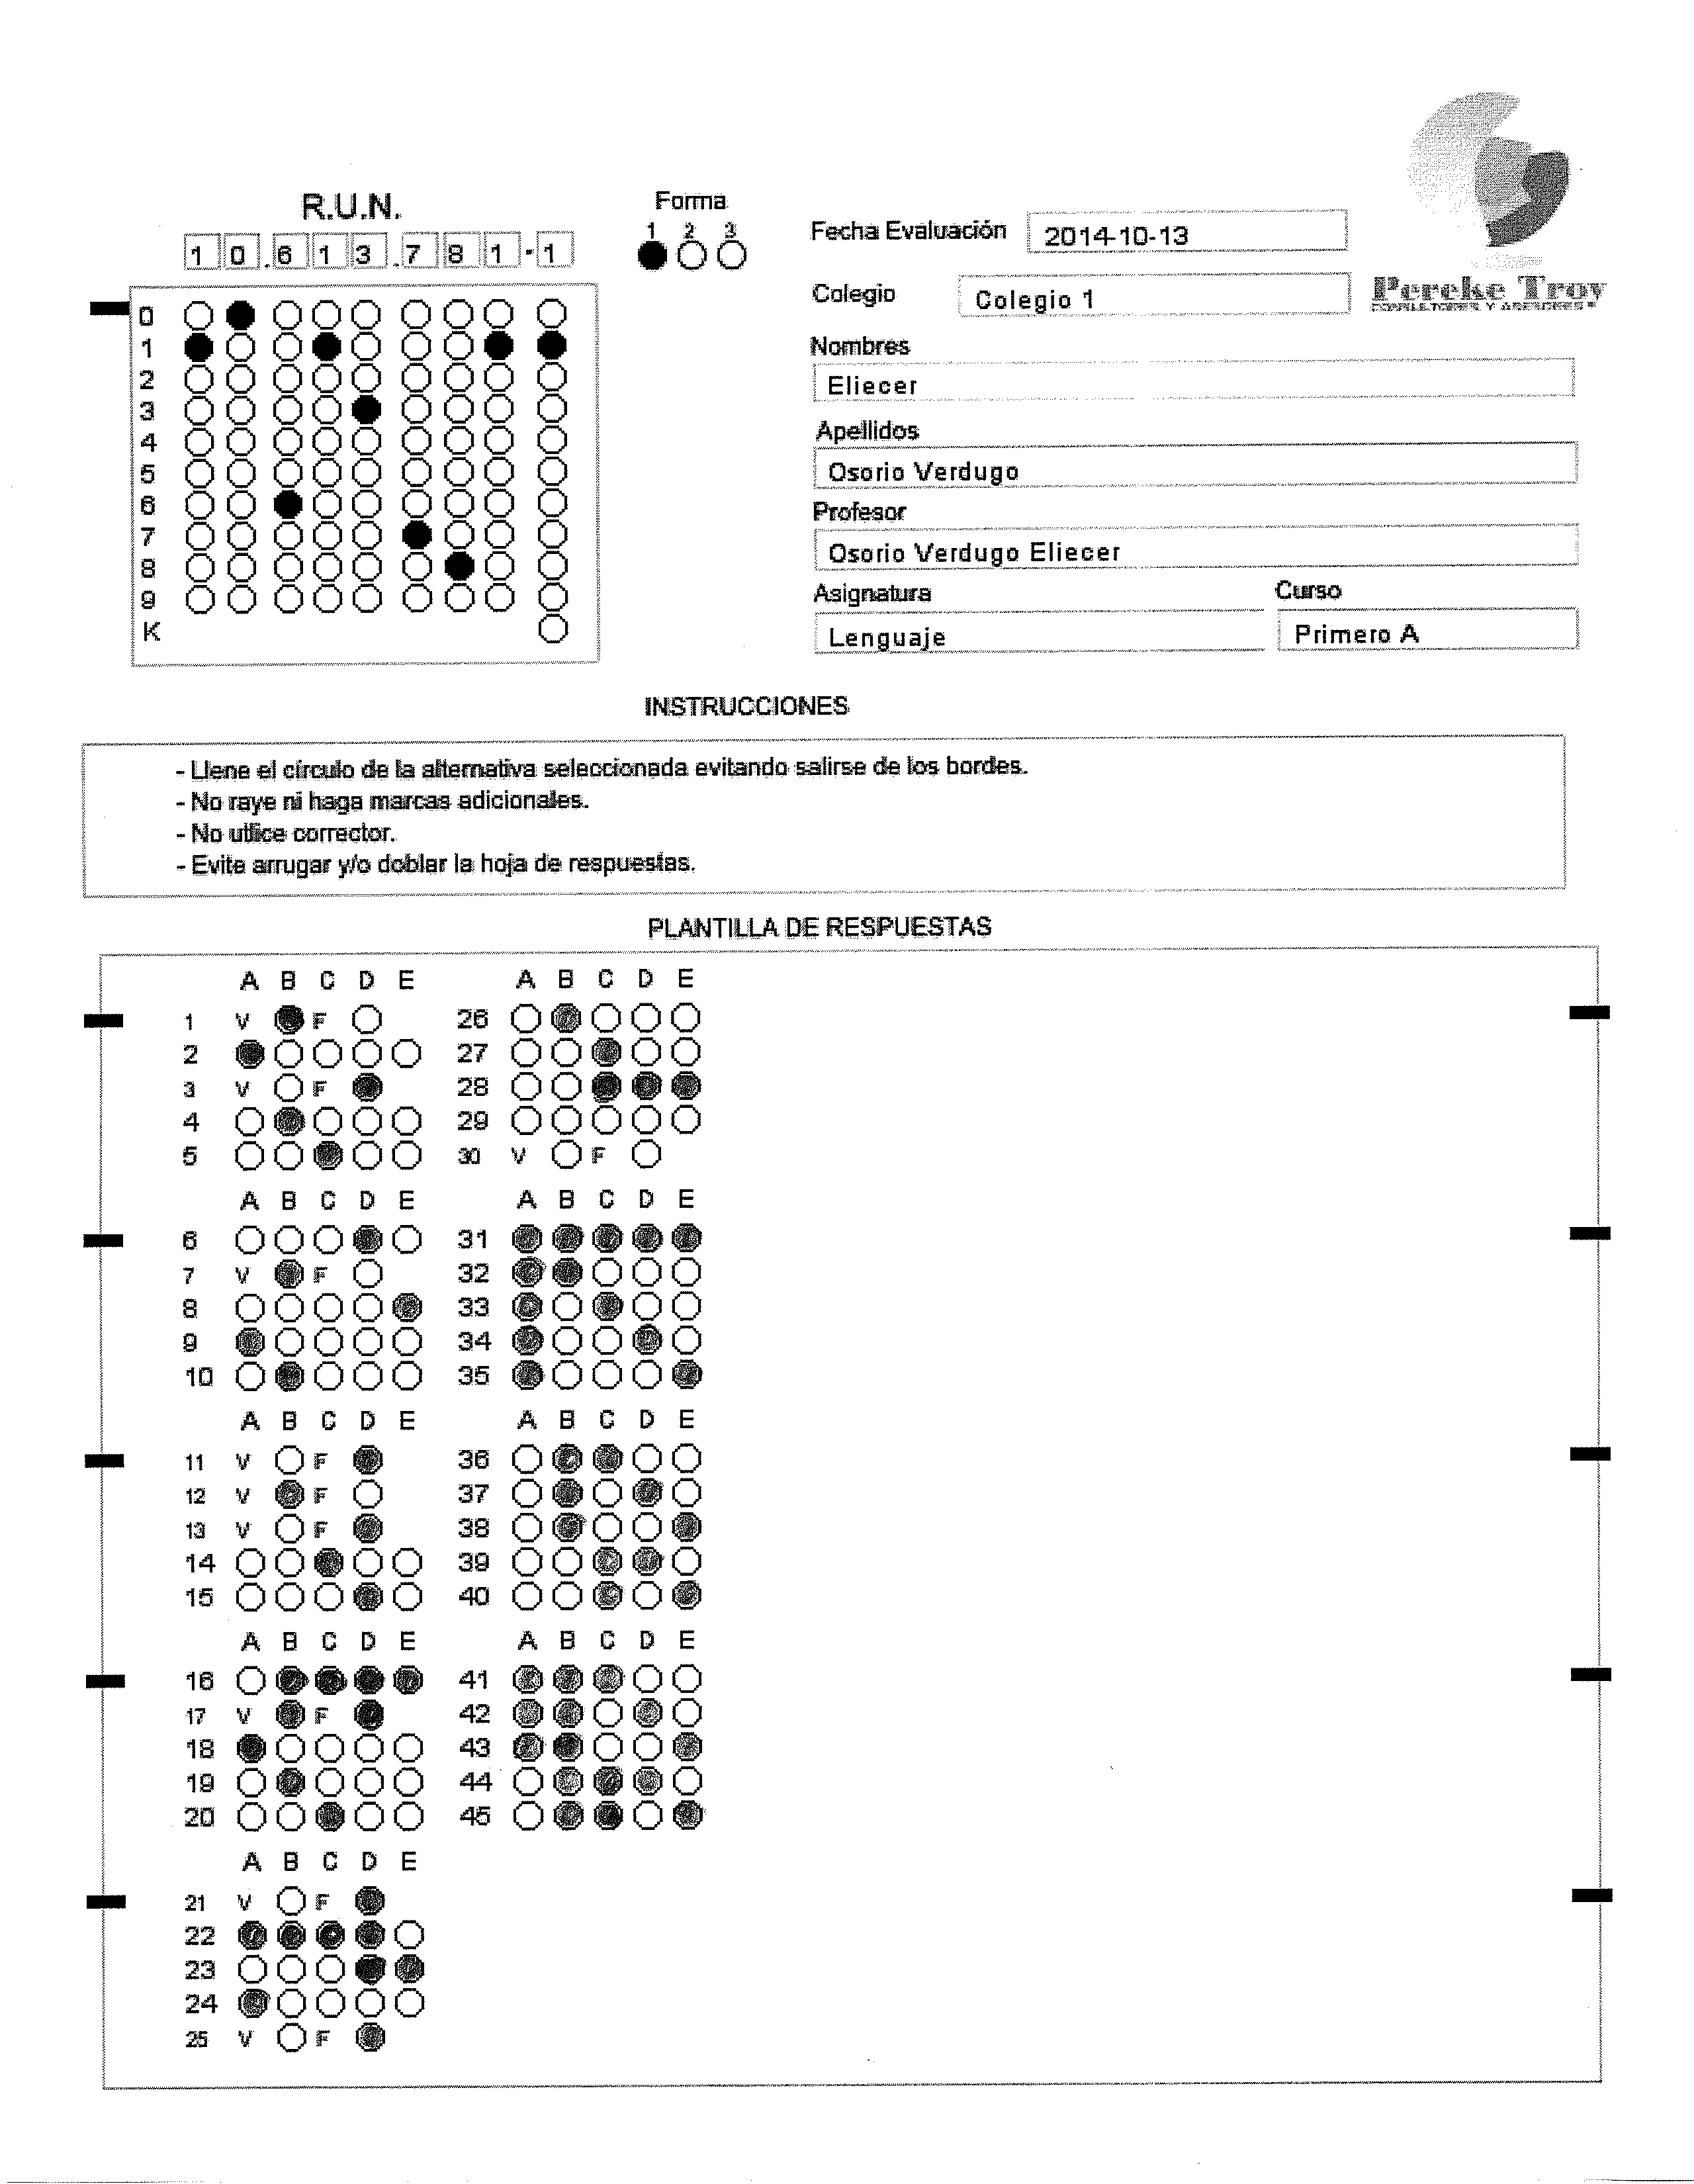 R.U.N.
1 0 . 6 1 3 . 7 8 1 - 1
0
1
2
3
4
5
6
7
8
9
K
Forma
1 2 3
Fecha Evaluación 2014-10-13
Colegio Colegio 1
Nombres
Eliecer
Apellidos
Osorio Verdugo
Profesor
Osorio Verdugo Eliecer
Asignatura Curso
Lenguaje Primero A
Pereke Troy
CONSULTORES Y ASESORES
INSTRUCCIONES
- Llene el círculo de la alternativa seleccionada evitando salirse de los bordes.
- No raye ni haga marcas adicionales.
- No utilice corrector.
- Evite arrugar y/o doblar la hoja de respuestas.
PLANTILLA DE RESPUESTAS
A B C D E
1 V F
2
3 V F
4
5
A B C D E
6
7 V F
8
9
10
A B C D E
11 V F
12 V F
13 V F
14
15
A B C D E
16
17 V F
18
19
20
A B C D E
21 V F
22
23
24
25 V F
A B C D E
26
27
28
29
30 V F
A B C D E
31
32
33
34
35
A B C D E
36
37
38
39
40
A B C D E
41
42
43
44
45